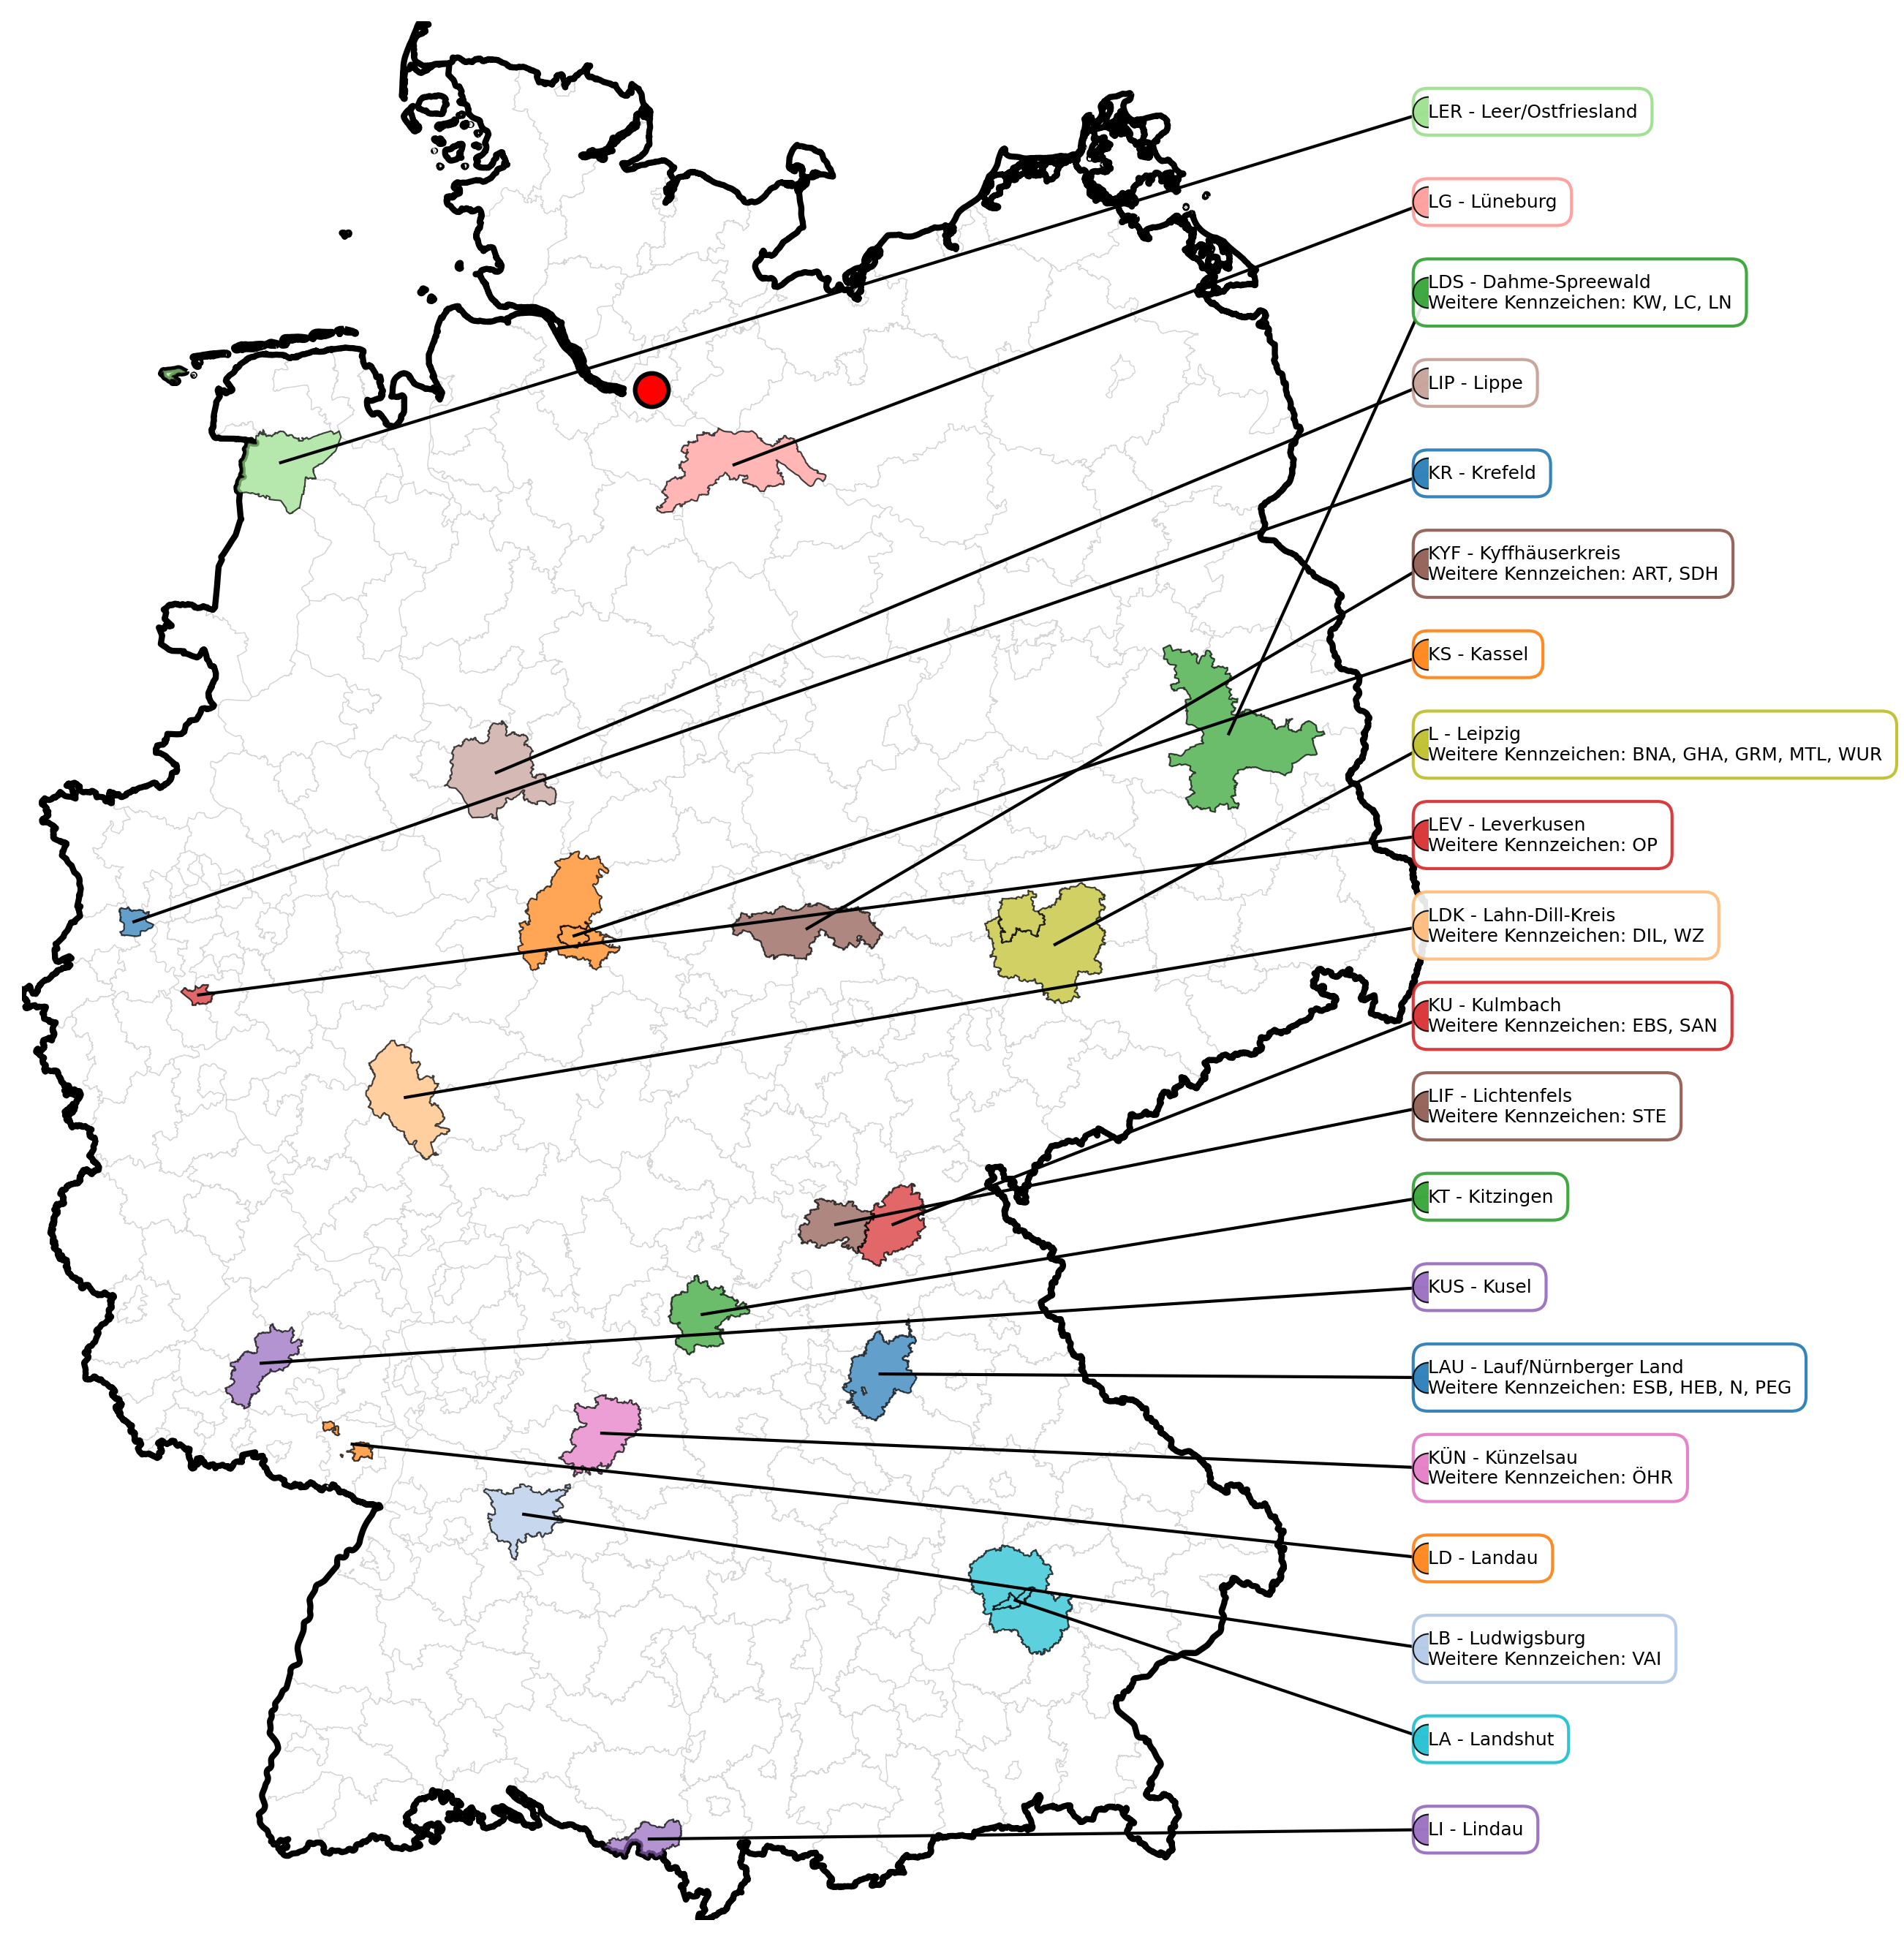 LER - Leer/Ostfriesland
LG - Lüneburg
LDS - Dahme-Spreewald
Weitere Kennzeichen: KW, LC, LN
LIP - Lippe
KR - Krefeld
KYF - Kyffhäuserkreis
Weitere Kennzeichen: ART, SDH
KS - Kassel
L - Leipzig
Weitere Kennzeichen: BNA, GHA, GRM, MTL, WUR
LEV - Leverkusen
Weitere Kennzeichen: OP
LDK - Lahn-Dill-Kreis
Weitere Kennzeichen: DIL, WZ
KU - Kulmbach
Weitere Kennzeichen: EBS, SAN
LIF - Lichtenfels
Weitere Kennzeichen: STE
KT - Kitzingen
KUS - Kusel
LAU - Lauf/Nürnberger Land
Weitere Kennzeichen: ESB, HEB, N, PEG
KÜN - Künzelsau
Weitere Kennzeichen: ÖHR
LD - Landau
LB - Ludwigsburg
Weitere Kennzeichen: VAI
LA - Landshut
LI - Lindau